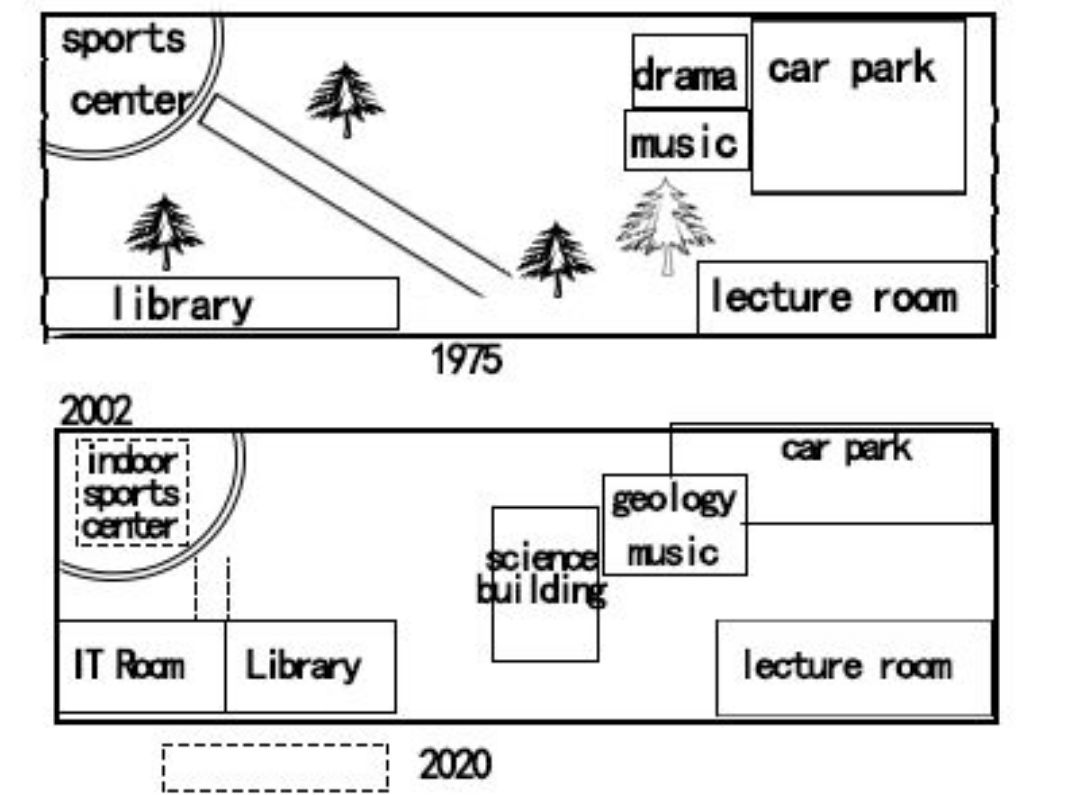 sports
center
drama
car park
music
library
lecture room
1975
2002
indoor
sports
center
car park
geology
music
science
building
IT Room
Library
lecture room
2020